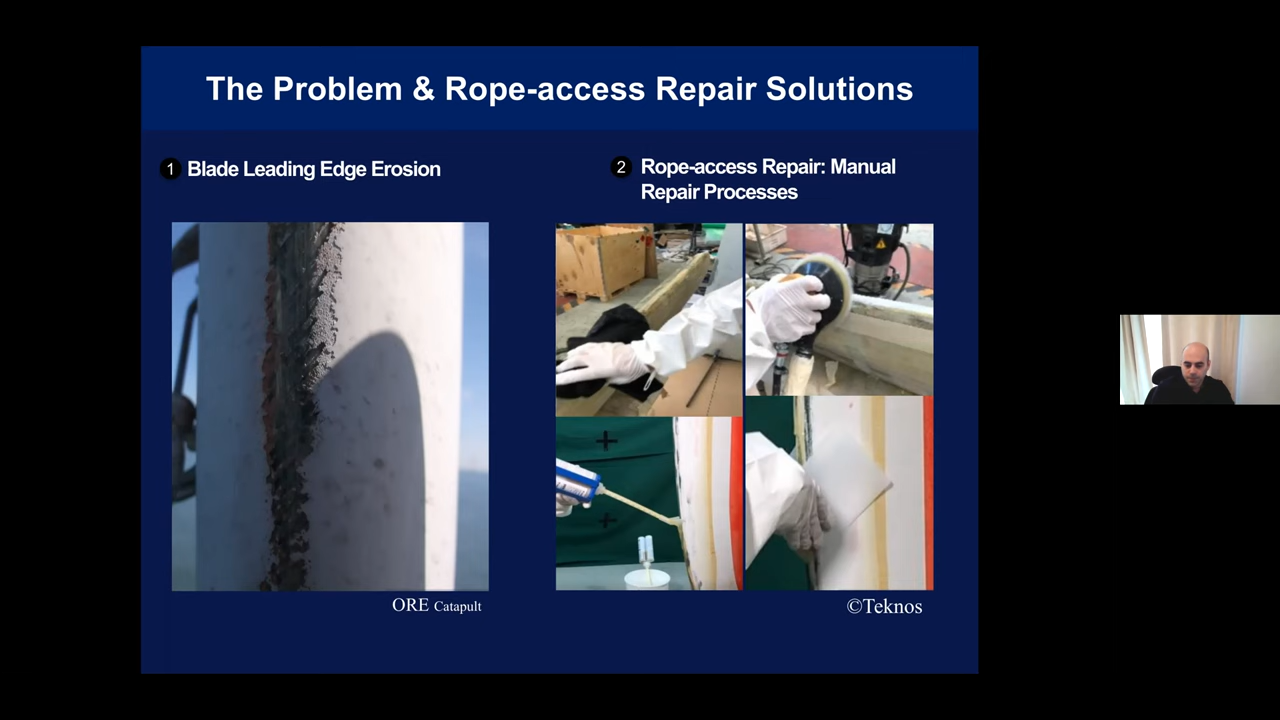 The Problem & Rope-access Repair Solutions
1 Blade Leading Edge Erosion
2 Rope-access Repair: Manual
Repair Processes
ORE Catapult
©Teknos